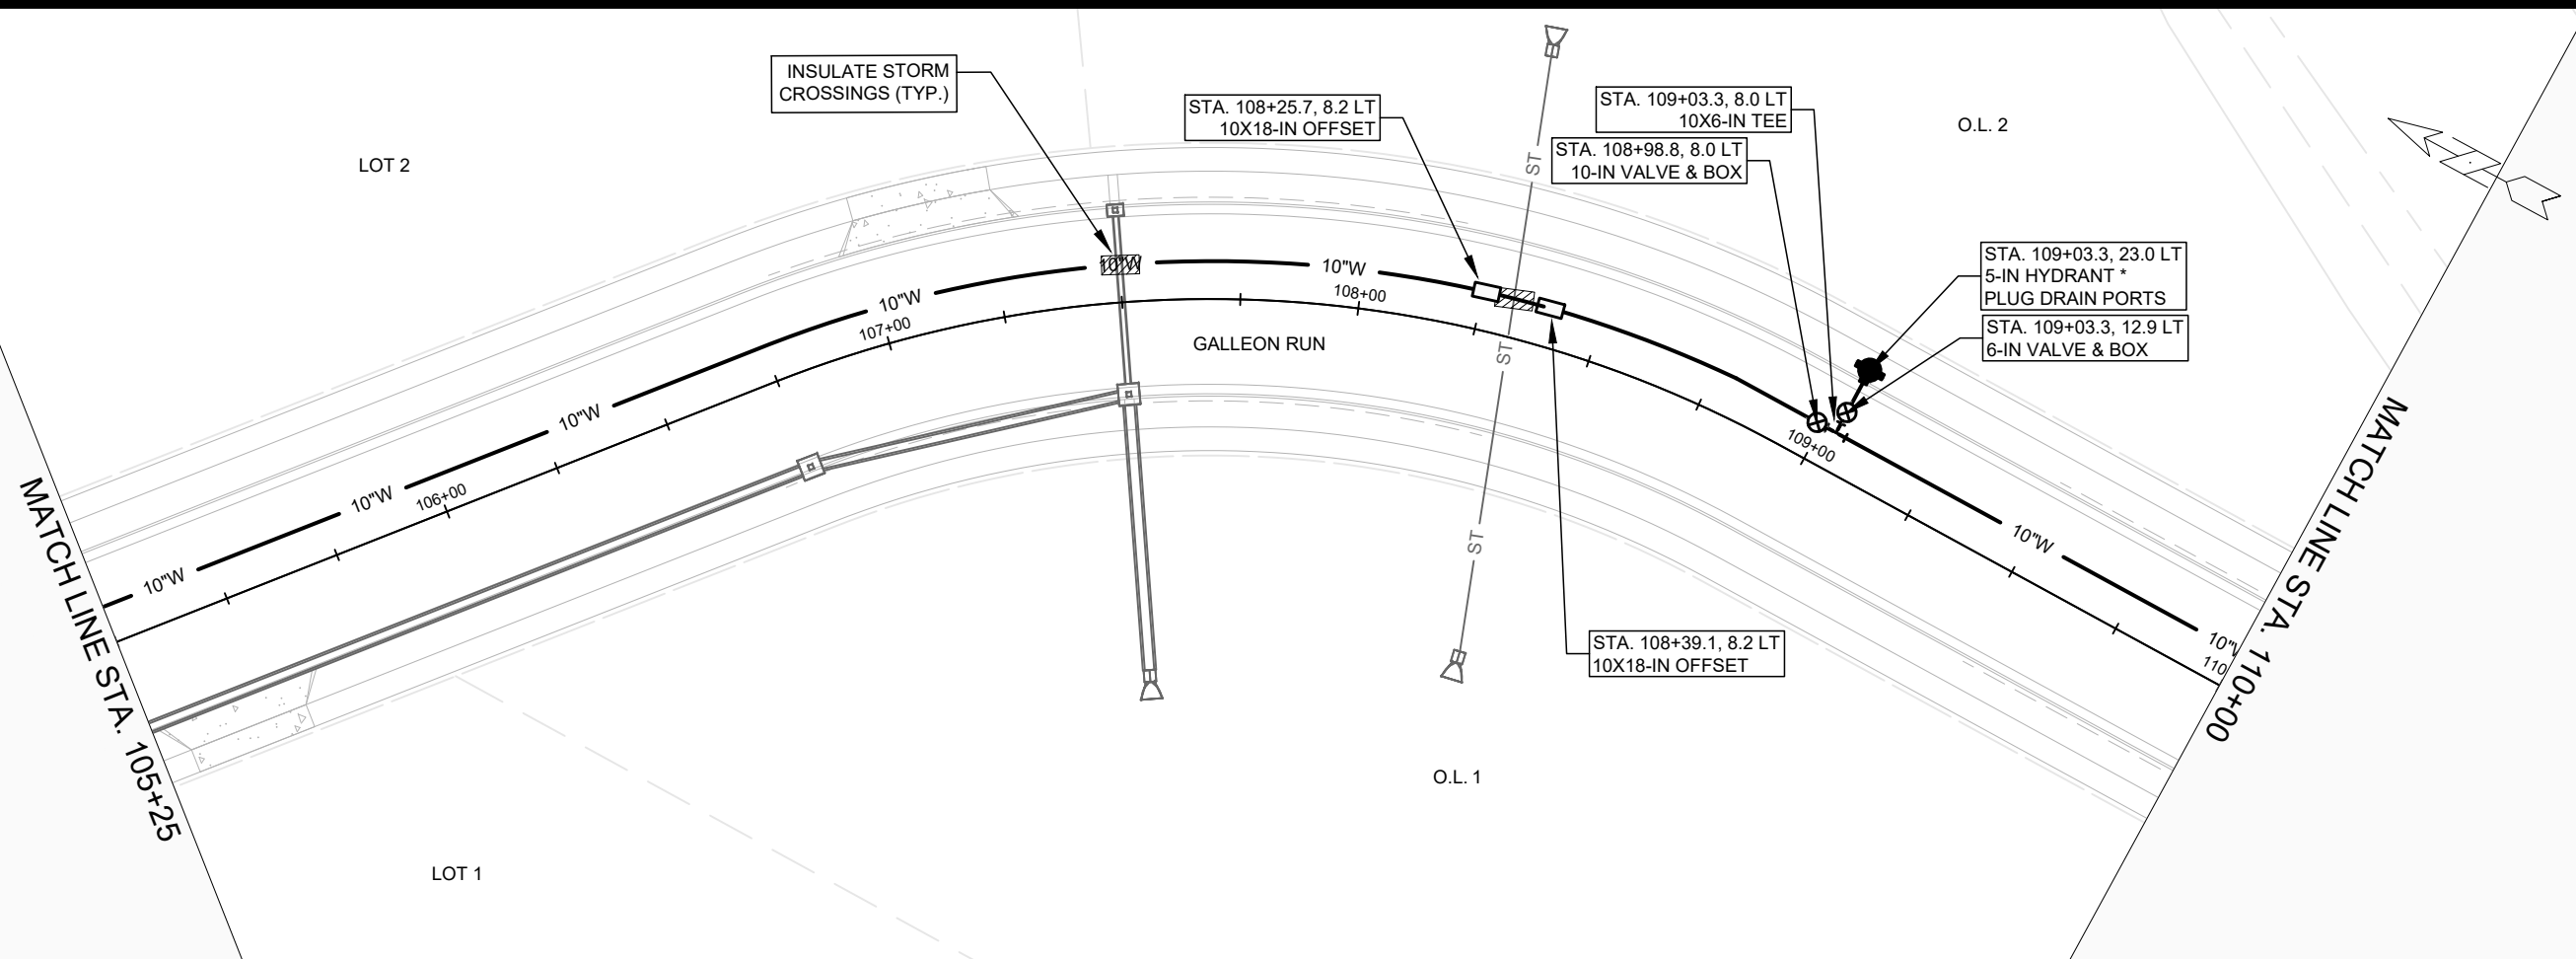 INSULATE STORM
CROSSINGS (TYP.)
STA. 108+25.7, 8.2 LT
10X18-IN OFFSET
STA. 109+03.3, 8.0 LT
10X6-IN TEE
STA. 108+98.8, 8.0 LT
10-IN VALVE & BOX
O.L. 2
LOT 2
STA. 109+03.3, 23.0 LT
5-IN HYDRANT *
PLUG DRAIN PORTS
STA. 109+03.3, 12.9 LT
6-IN VALVE & BOX
ST
ST
ST
10"W
10"W
10"W
10"W
10"W
10"W
10"W
10"W
106+00
107+00
108+00
109+00
110
GALLEON RUN
STA. 108+39.1, 8.2 LT
10X18-IN OFFSET
MATCH LINE STA. 105+25
MATCH LINE STA. 110+00
O.L. 1
LOT 1